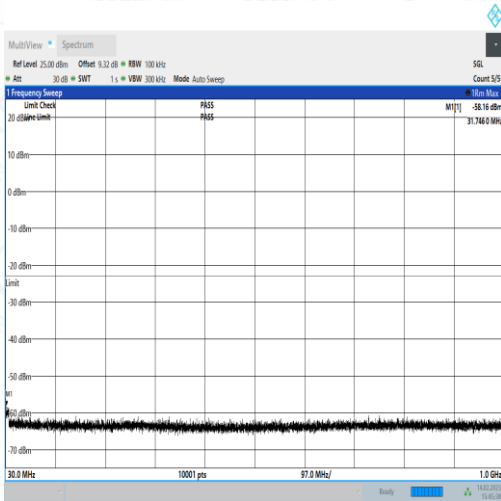 MultiView Spectrum
Ref Level 25.00 dBm Offset 9.32 dB RBW 100 kHz SGL
Att 30 dB SWT 1 s VBW 300 kHz Mode Auto Sweep Count 5/5
1 Frequency Sweep 1Rm Max
Limit Check PASS M1[1] -58.16 dBm
20 dBm Line Limit PASS 31.7460 MHz
10 dBm
0 dBm
-10 dBm
-20 dBm
Limit
-30 dBm
-40 dBm
-50 dBm
M1
-60 dBm
-70 dBm
30.0 MHz 10001 pts 97.0 MHz/ 1.0 GHz
Ready